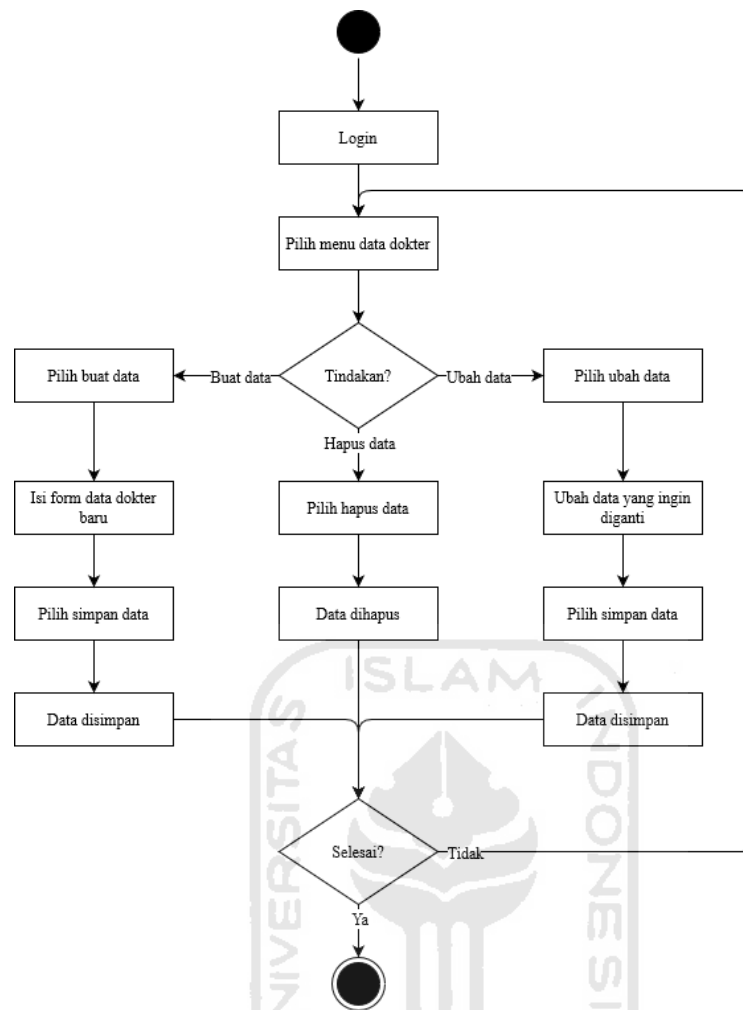 Login
Pilih menu data dokter
Tindakan?
Buat data
Ubah data
Hapus data
Pilih buat data
Isi form data dokter
baru
Pilih simpan data
Data disimpan
Pilih hapus data
Data dihapus
Pilih ubah data
Ubah data yang ingin
diganti
Pilih simpan data
Data disimpan
Selesai?
Tidak
Ya
ISLAM